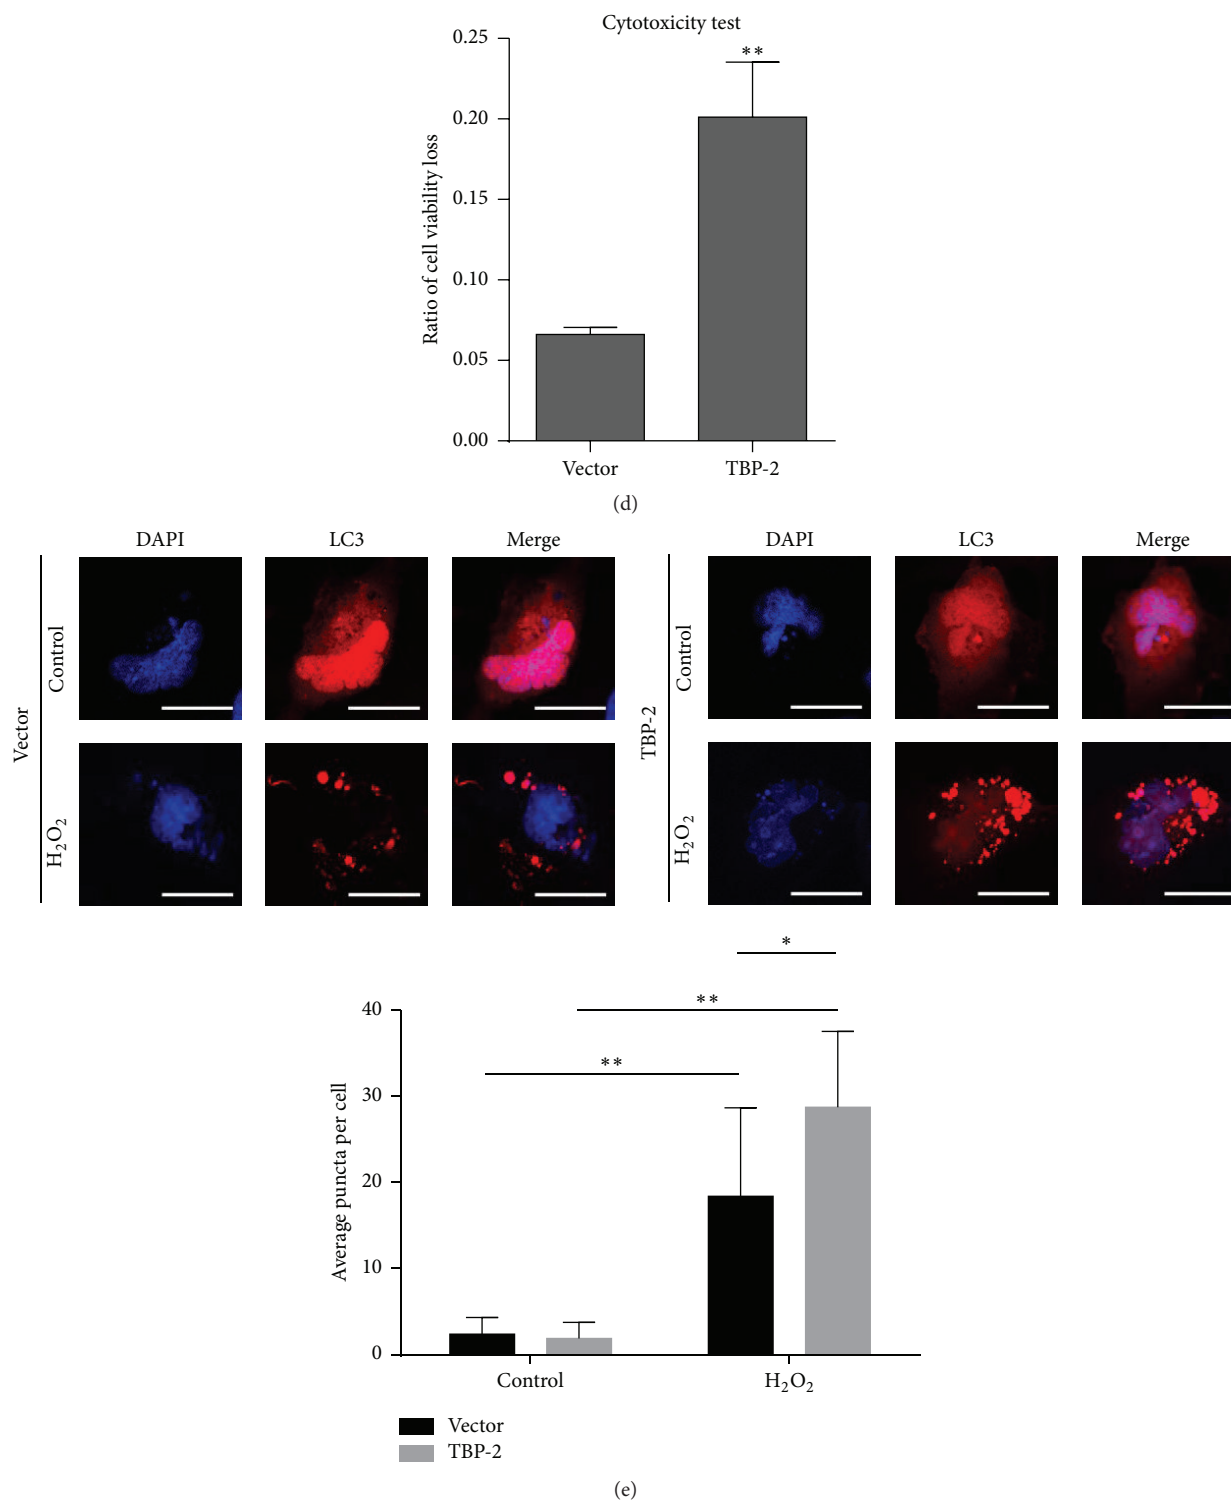 Cytotoxicity test
**
0.25
0.20
0.15
0.10
0.05
0.00
Ratio of cell viability loss
Vector TBP-2
(d)
DAPI LC3 Merge DAPI LC3 Merge
Vector
Control
H₂O₂
TBP-2
Control
H₂O₂
*
**
**
40
30
20
10
0
Average puncta per cell
Control H₂O₂
Vector
TBP-2
(e)